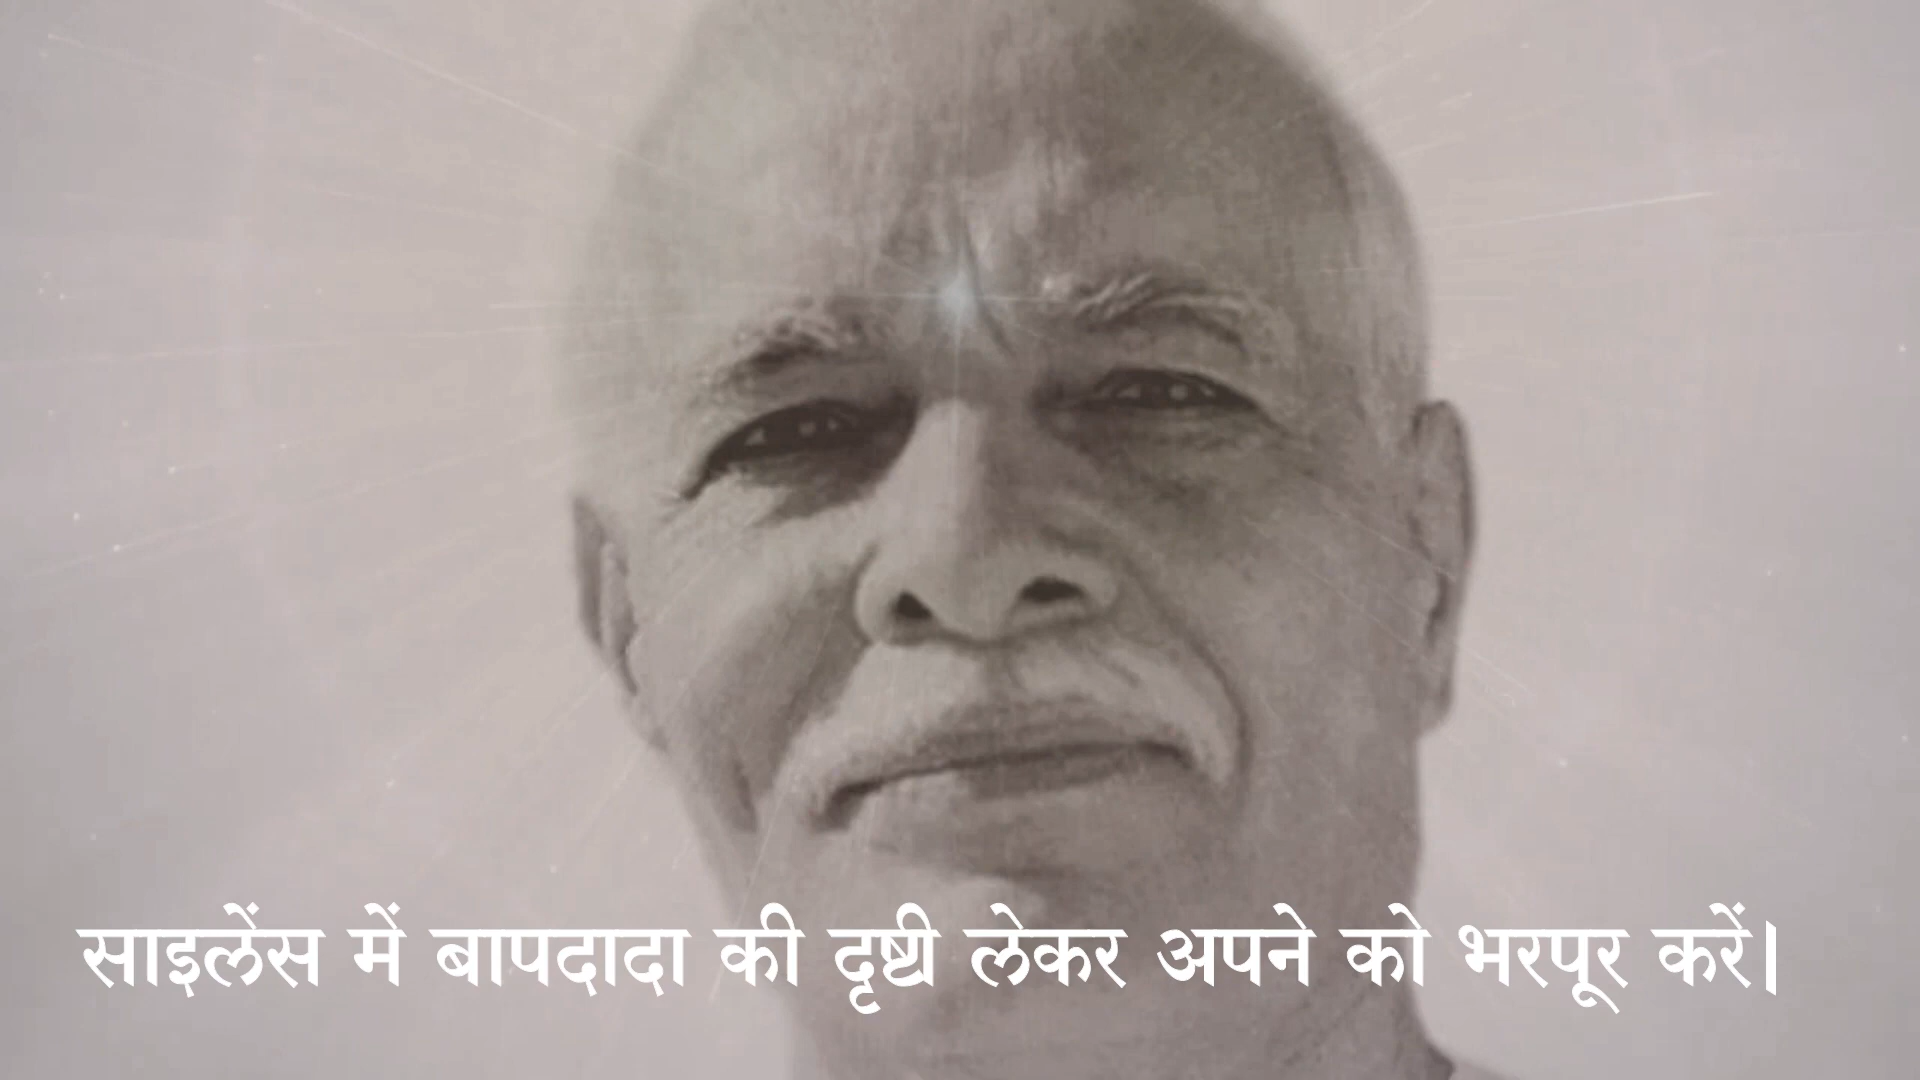 साइलेंस में बापदादा की दृष्टी लेकर अपने को भरपूर करें।